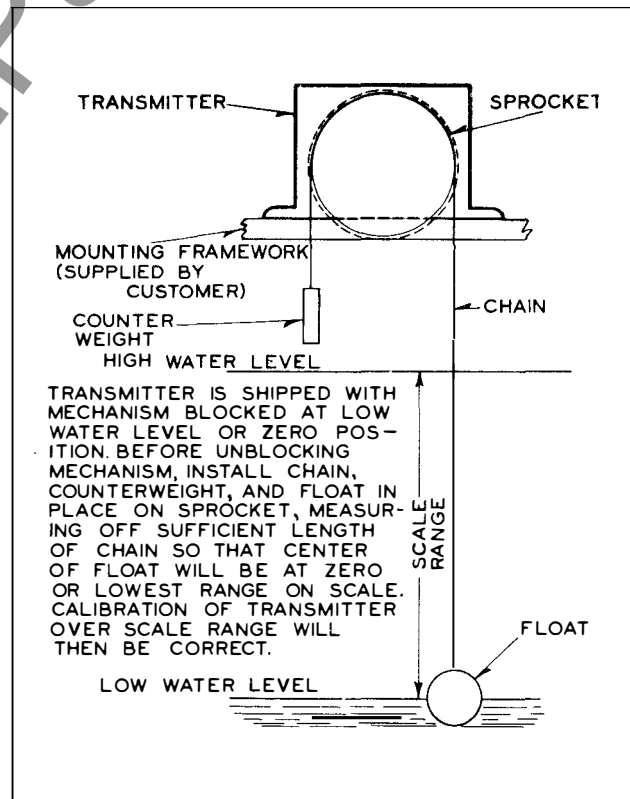 TRANSMITTER
SPROCKET
MOUNTING FRAMEWORK
(SUPPLIED BY
CUSTOMER)
CHAIN
COUNTER
WEIGHT
HIGH WATER LEVEL
TRANSMITTER IS SHIPPED WITH
MECHANISM BLOCKED AT LOW
WATER LEVEL OR ZERO POS-
ITION. BEFORE UNBLOCKING
MECHANISM, INSTALL CHAIN,
COUNTERWEIGHT, AND FLOAT IN
PLACE ON SPROCKET, MEASUR-
ING OFF SUFFICIENT LENGTH
OF CHAIN SO THAT CENTER
OF FLOAT WILL BE AT ZERO
OR LOWEST RANGE ON SCALE.
CALIBRATION OF TRANSMITTER
OVER SCALE RANGE WILL
THEN BE CORRECT.
SCALE
RANGE
FLOAT
LOW WATER LEVEL